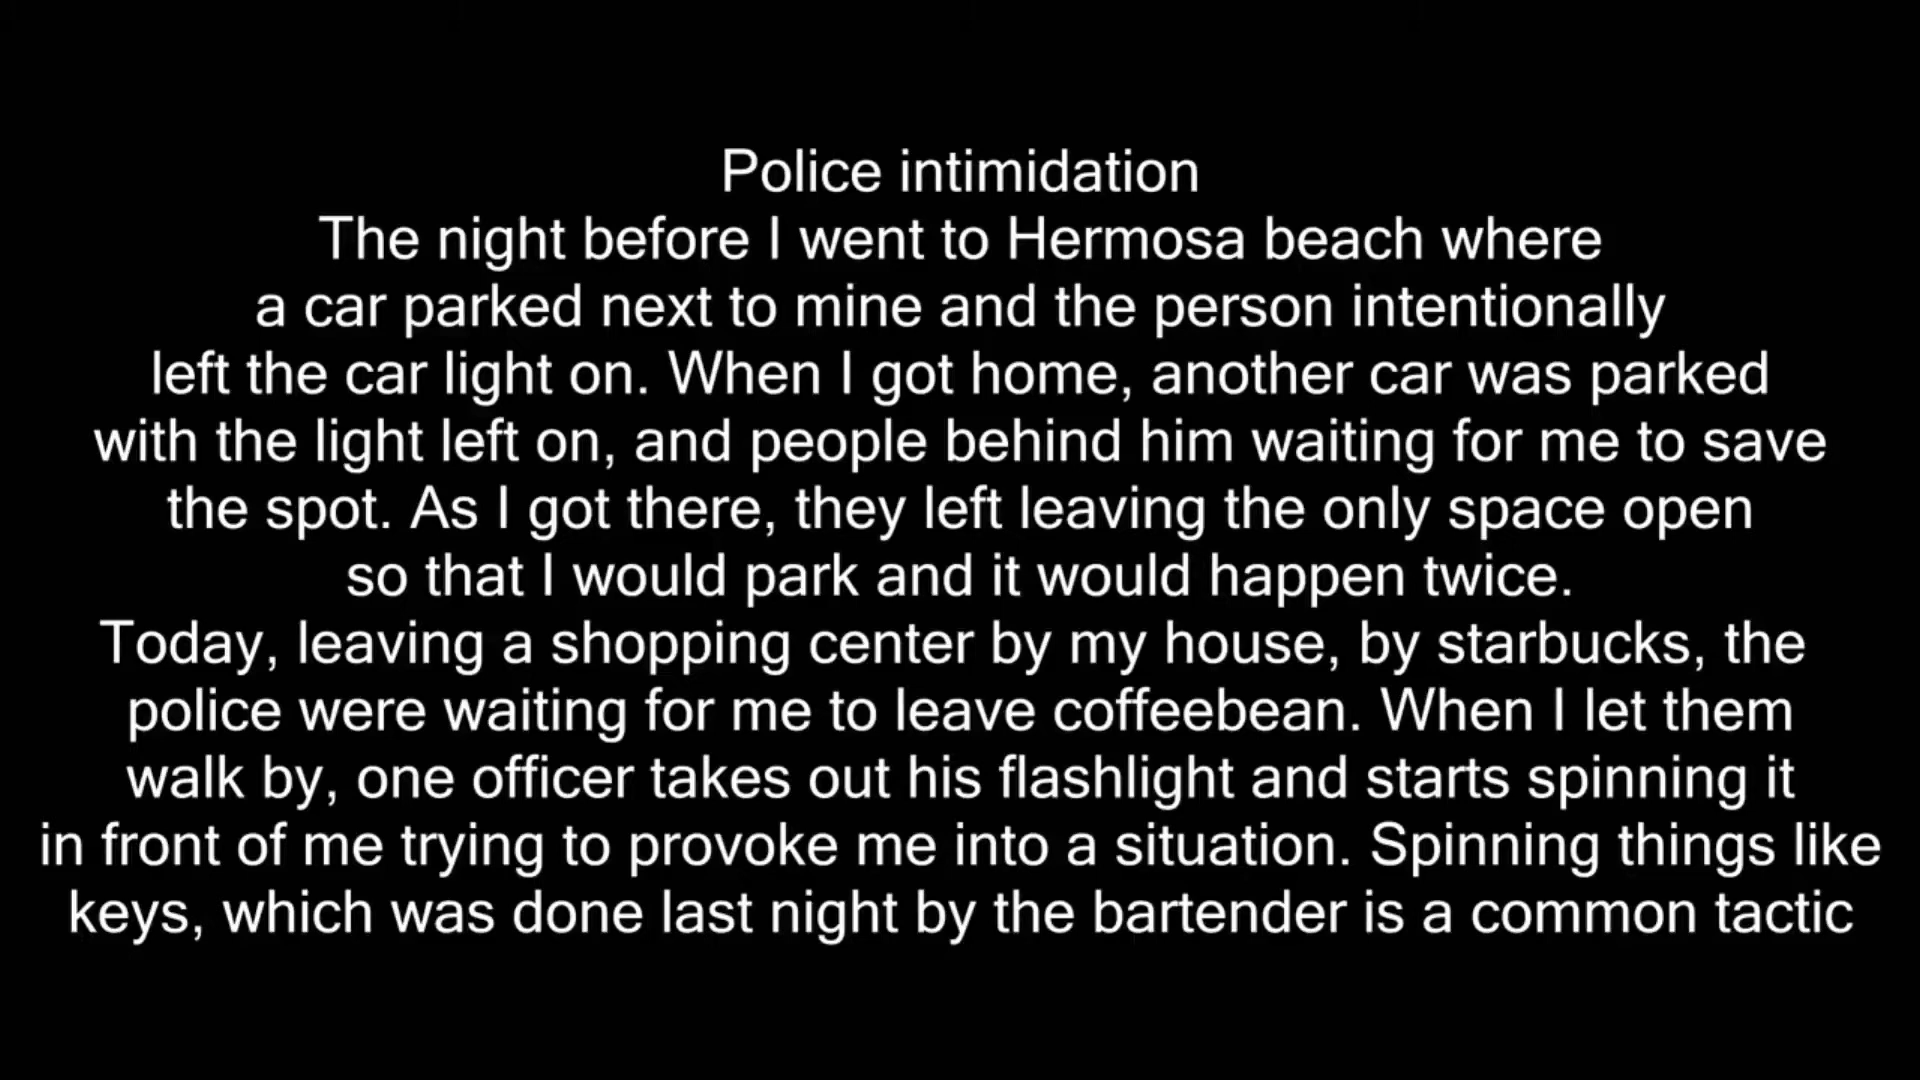 Police intimidation
The night before I went to Hermosa beach where
a car parked next to mine and the person intentionally
left the car light on. When I got home, another car was parked
with the light left on, and people behind him waiting for me to save
the spot. As I got there, they left leaving the only space open
so that I would park and it would happen twice.
Today, leaving a shopping center by my house, by starbucks, the
police were waiting for me to leave coffeebean. When I let them
walk by, one officer takes out his flashlight and starts spinning it
in front of me trying to provoke me into a situation. Spinning things like
keys, which was done last night by the bartender is a common tactic